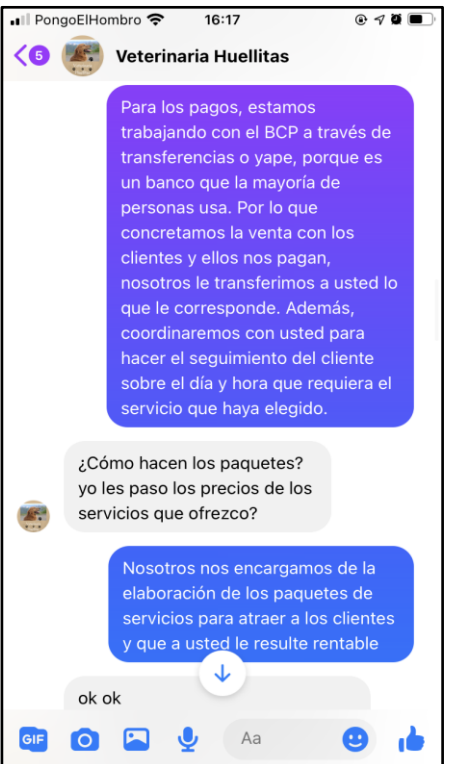 PongoElHombro 16:17
5 Veterinaria Huellitas
Para los pagos, estamos
trabajando con el BCP a través de
transferencias o yape, porque es
un banco que la mayoría de
personas usa. Por lo que
concretamos la venta con los
clientes y ellos nos pagan,
nosotros le transferimos a usted lo
que le corresponde. Además,
coordinaremos con usted para
hacer el seguimiento del cliente
sobre el día y hora que requiera el
servicio que haya elegido.
¿Cómo hacen los paquetes?
yo les paso los precios de los
servicios que ofrezco?
Nosotros nos encargamos de la
elaboración de los paquetes de
servicios para atraer a los clientes
y que a usted le resulte rentable
ok ok
GIF Aa